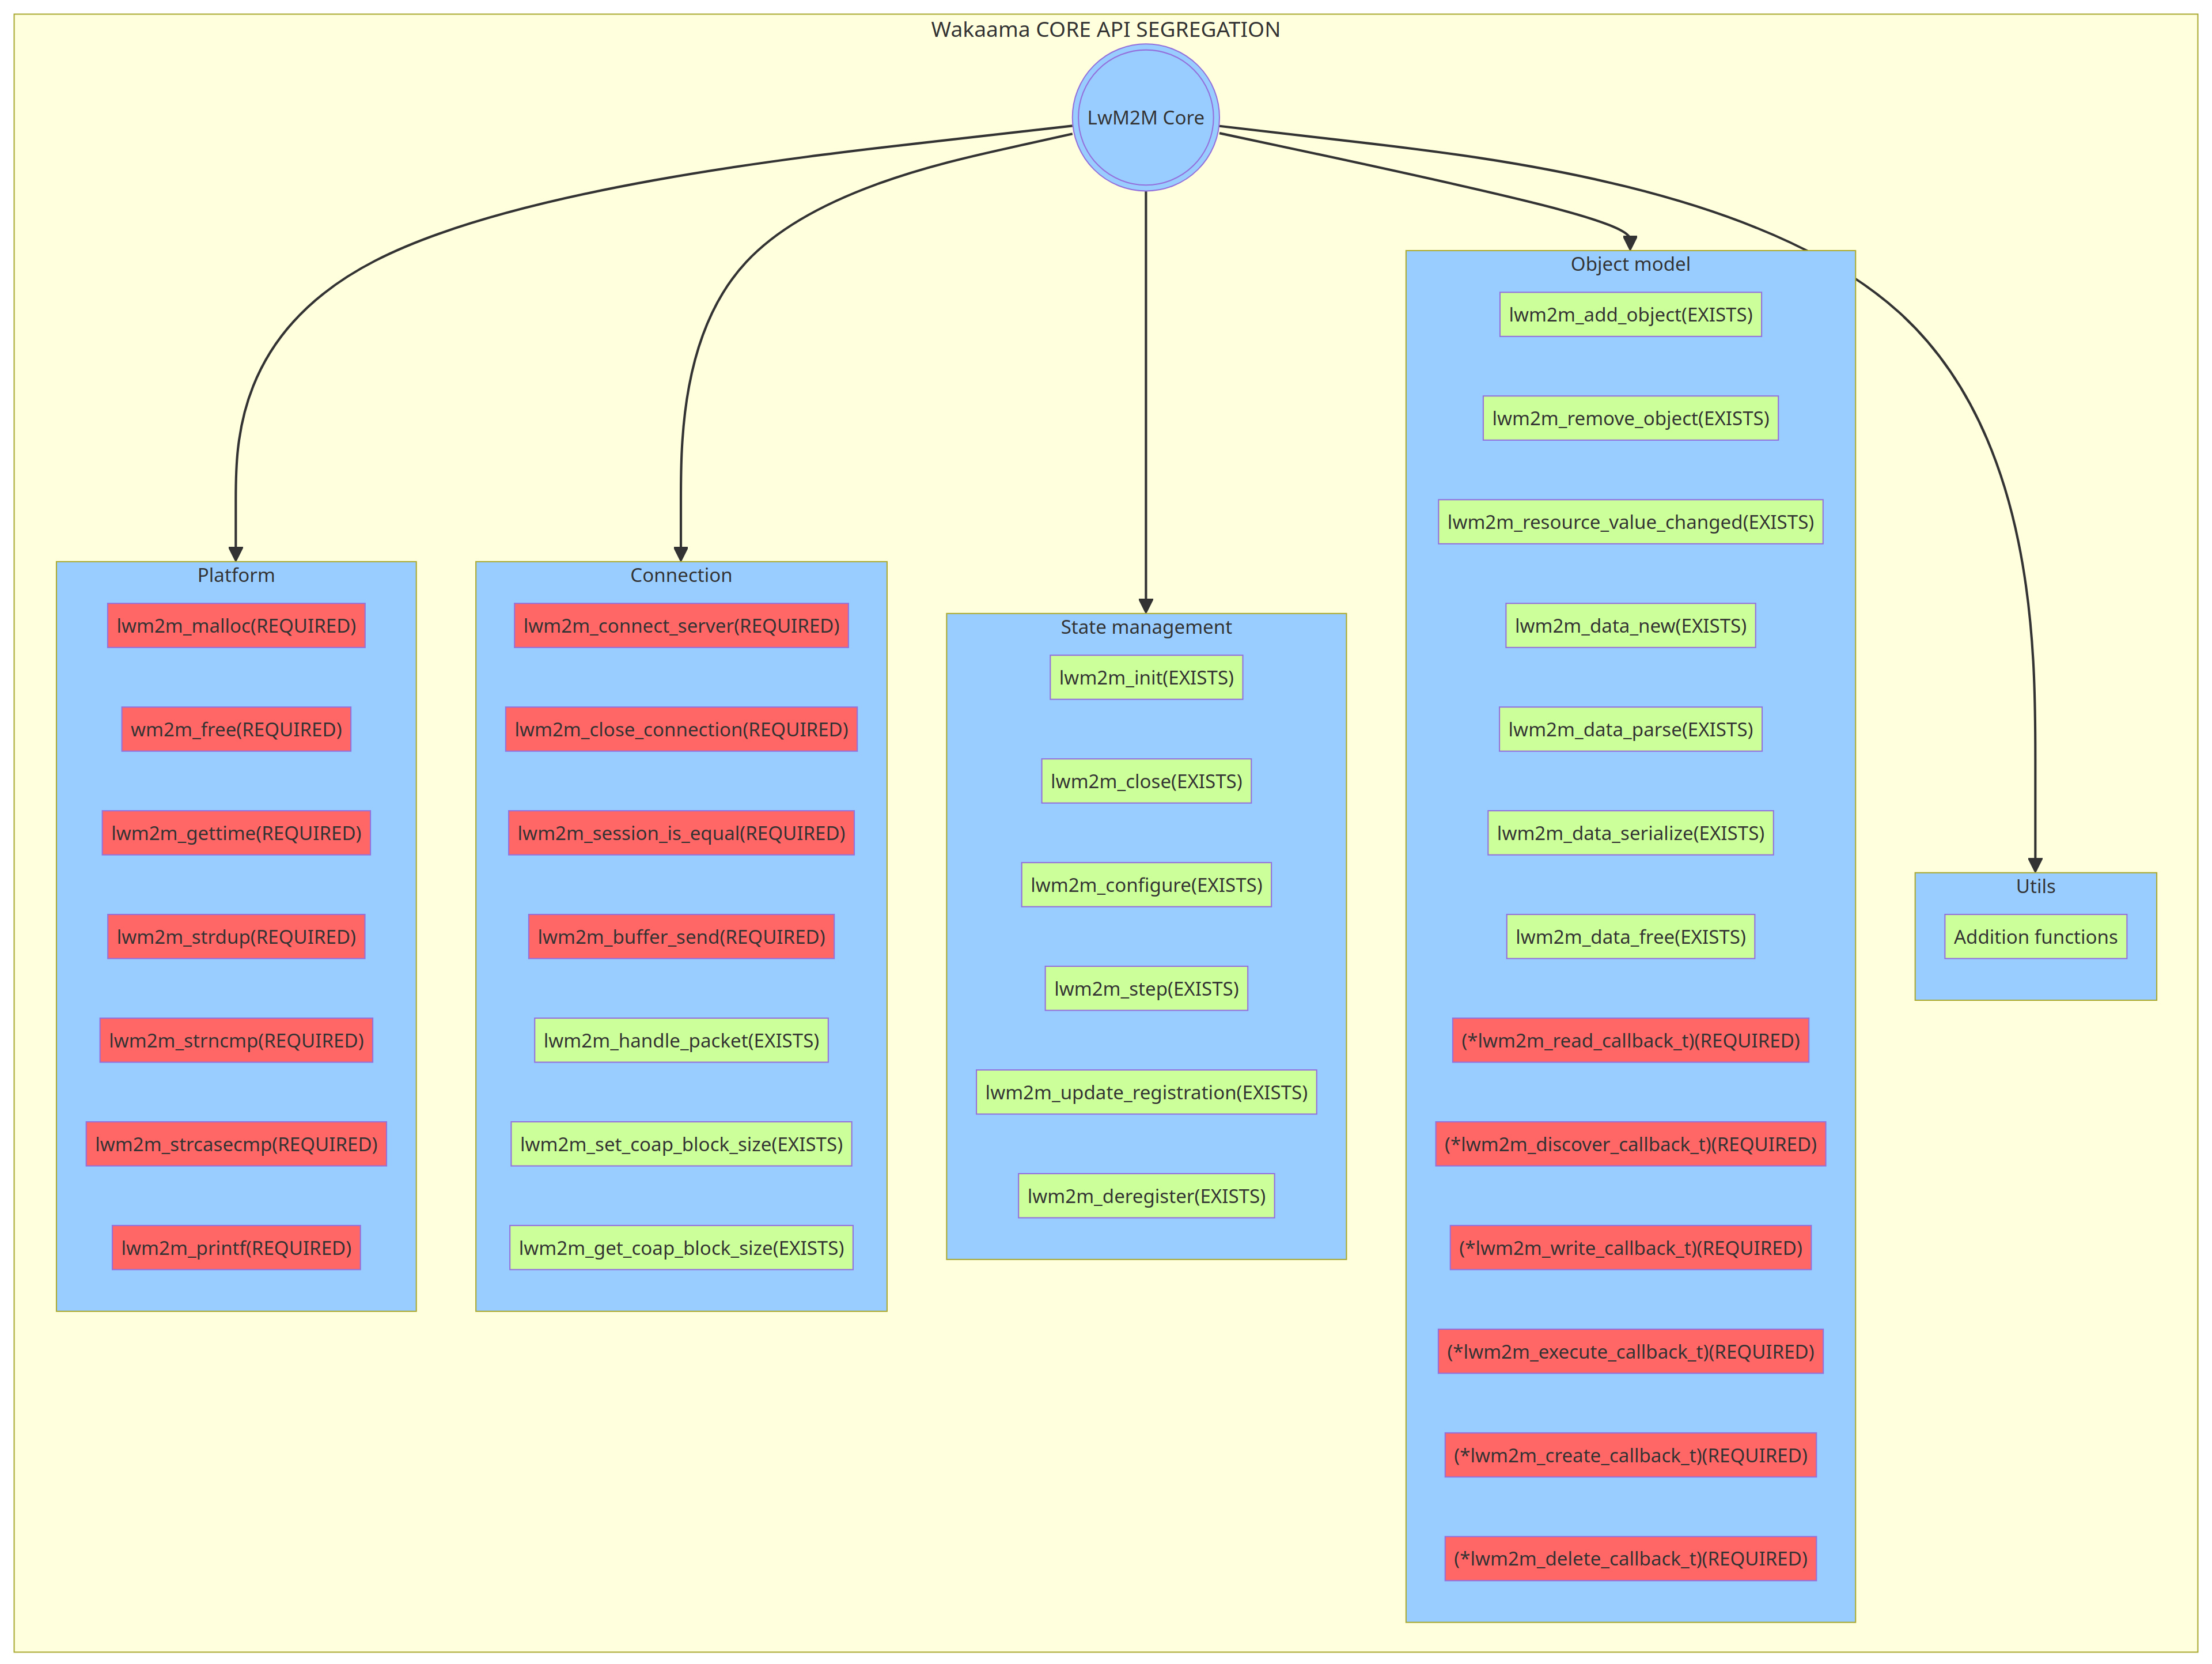 Wakaama CORE API SEGREGATION
LwM2M Core
Platform
lwm2m_malloc(REQUIRED)
wm2m_free(REQUIRED)
lwm2m_gettime(REQUIRED)
lwm2m_strdup(REQUIRED)
lwm2m_strncmp(REQUIRED)
lwm2m_strcasecmp(REQUIRED)
lwm2m_printf(REQUIRED)
Connection
lwm2m_connect_server(REQUIRED)
lwm2m_close_connection(REQUIRED)
lwm2m_session_is_equal(REQUIRED)
lwm2m_buffer_send(REQUIRED)
lwm2m_handle_packet(EXISTS)
lwm2m_set_coap_block_size(EXISTS)
lwm2m_get_coap_block_size(EXISTS)
State management
lwm2m_init(EXISTS)
lwm2m_close(EXISTS)
lwm2m_configure(EXISTS)
lwm2m_step(EXISTS)
lwm2m_update_registration(EXISTS)
lwm2m_deregister(EXISTS)
Object model
lwm2m_add_object(EXISTS)
lwm2m_remove_object(EXISTS)
lwm2m_resource_value_changed(EXISTS)
lwm2m_data_new(EXISTS)
lwm2m_data_parse(EXISTS)
lwm2m_data_serialize(EXISTS)
lwm2m_data_free(EXISTS)
(*lwm2m_read_callback_t)(REQUIRED)
(*lwm2m_discover_callback_t)(REQUIRED)
(*lwm2m_write_callback_t)(REQUIRED)
(*lwm2m_execute_callback_t)(REQUIRED)
(*lwm2m_create_callback_t)(REQUIRED)
(*lwm2m_delete_callback_t)(REQUIRED)
Utils
Addition functions